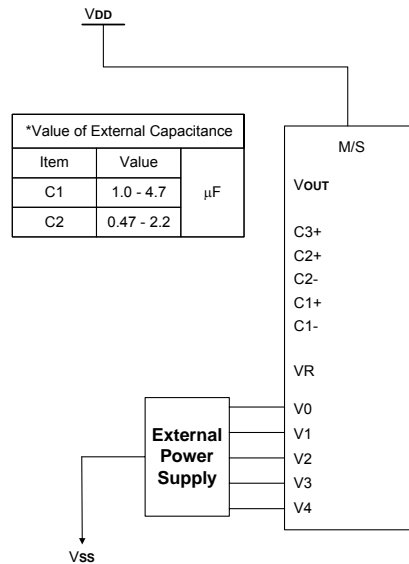 VDD
*Value of External Capacitance
Item Value
C1 1.0 - 4.7 μF
C2 0.47 - 2.2
M/S
VOUT
C3+
C2+
C2-
C1+
C1-
VR
V0
V1
V2
V3
V4
External
Power
Supply
VSS